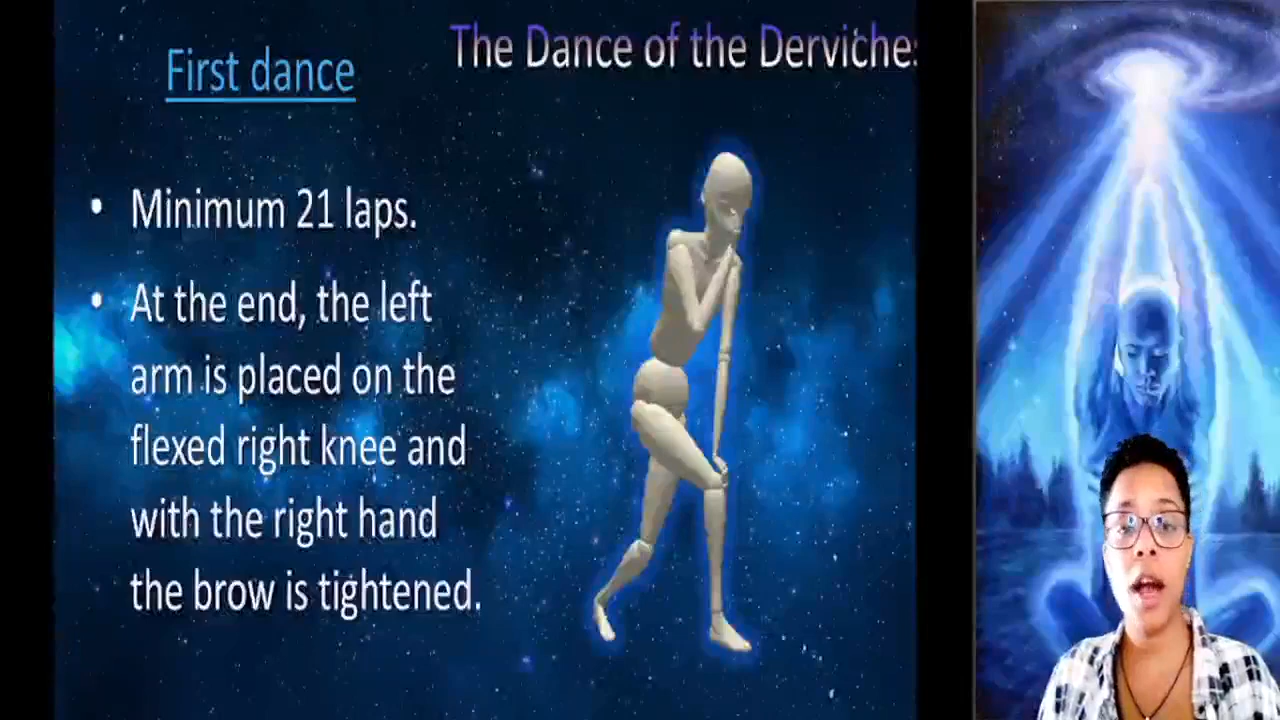 The Dance of the Derviches
First dance
• Minimum 21 laps.
• At the end, the left
arm is placed on the
flexed right knee and
with the right hand
the brow is tightened.